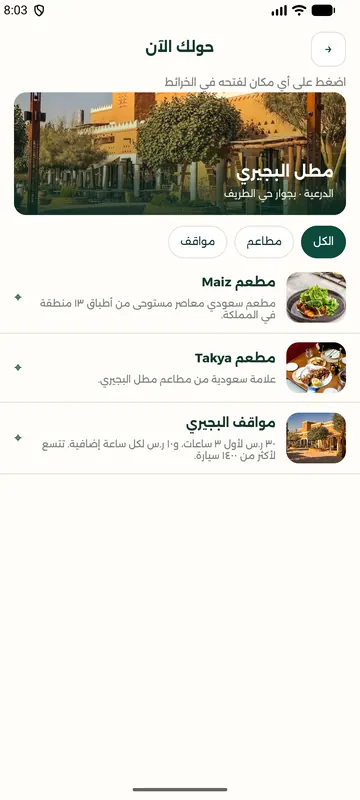 8:03
حولك الآن
اضغط على أي مكان لفتحه في الخرائط
مطل البجيري
الدرعية · بجوار حي الطريف
الكل
مطاعم
مواقف
مطعم Maiz
مطعم سعودي معاصر مستوحى من أطباق ١٣ منطقة
في المملكة.
مطعم Takya
علامة سعودية من مطاعم مطل البجيري.
مواقف البجيري
٣٠ ر.س لأول ٣ ساعات، و١٠ ر.س لكل ساعة إضافية. تتسع
لأكثر من ١٤٠٠ سيارة.